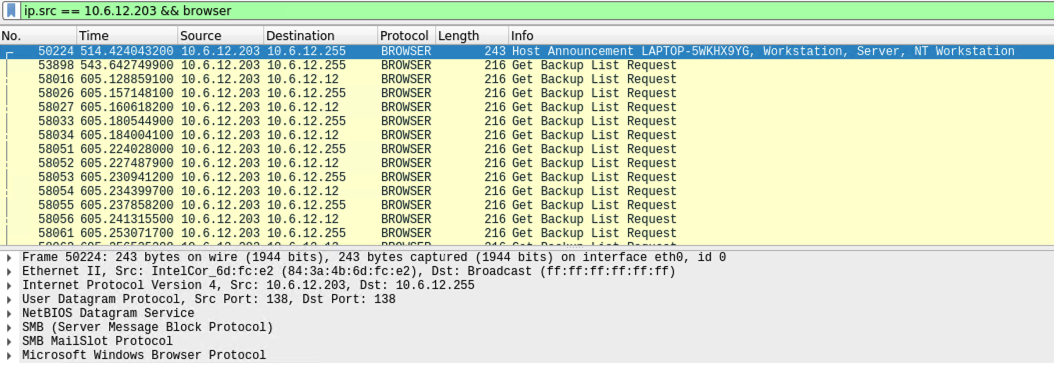 ip.src == 10.6.12.203 && browser
No. Time Source Destination Protocol Length Info
50224 514.424043200 10.6.12.203 10.6.12.255 BROWSER 243 Host Announcement LAPTOP-5WKHX9YG, Workstation, Server, NT Workstation
53898 543.642749900 10.6.12.203 10.6.12.255 BROWSER 216 Get Backup List Request
58016 605.128859100 10.6.12.203 10.6.12.12 BROWSER 216 Get Backup List Request
58026 605.157148100 10.6.12.203 10.6.12.255 BROWSER 216 Get Backup List Request
58027 605.160618200 10.6.12.203 10.6.12.12 BROWSER 216 Get Backup List Request
58033 605.180544900 10.6.12.203 10.6.12.255 BROWSER 216 Get Backup List Request
58034 605.184004100 10.6.12.203 10.6.12.12 BROWSER 216 Get Backup List Request
58051 605.224028000 10.6.12.203 10.6.12.255 BROWSER 216 Get Backup List Request
58052 605.227487900 10.6.12.203 10.6.12.12 BROWSER 216 Get Backup List Request
58053 605.230941200 10.6.12.203 10.6.12.255 BROWSER 216 Get Backup List Request
58054 605.234399700 10.6.12.203 10.6.12.12 BROWSER 216 Get Backup List Request
58055 605.237858200 10.6.12.203 10.6.12.255 BROWSER 216 Get Backup List Request
58056 605.241315500 10.6.12.203 10.6.12.12 BROWSER 216 Get Backup List Request
58061 605.253071700 10.6.12.203 10.6.12.255 BROWSER 216 Get Backup List Request
Frame 50224: 243 bytes on wire (1944 bits), 243 bytes captured (1944 bits) on interface eth0, id 0
Ethernet II, Src: IntelCor_6d:fc:e2 (84:3a:4b:6d:fc:e2), Dst: Broadcast (ff:ff:ff:ff:ff:ff)
Internet Protocol Version 4, Src: 10.6.12.203, Dst: 10.6.12.255
User Datagram Protocol, Src Port: 138, Dst Port: 138
NetBIOS Datagram Service
SMB (Server Message Block Protocol)
SMB MailSlot Protocol
Microsoft Windows Browser Protocol